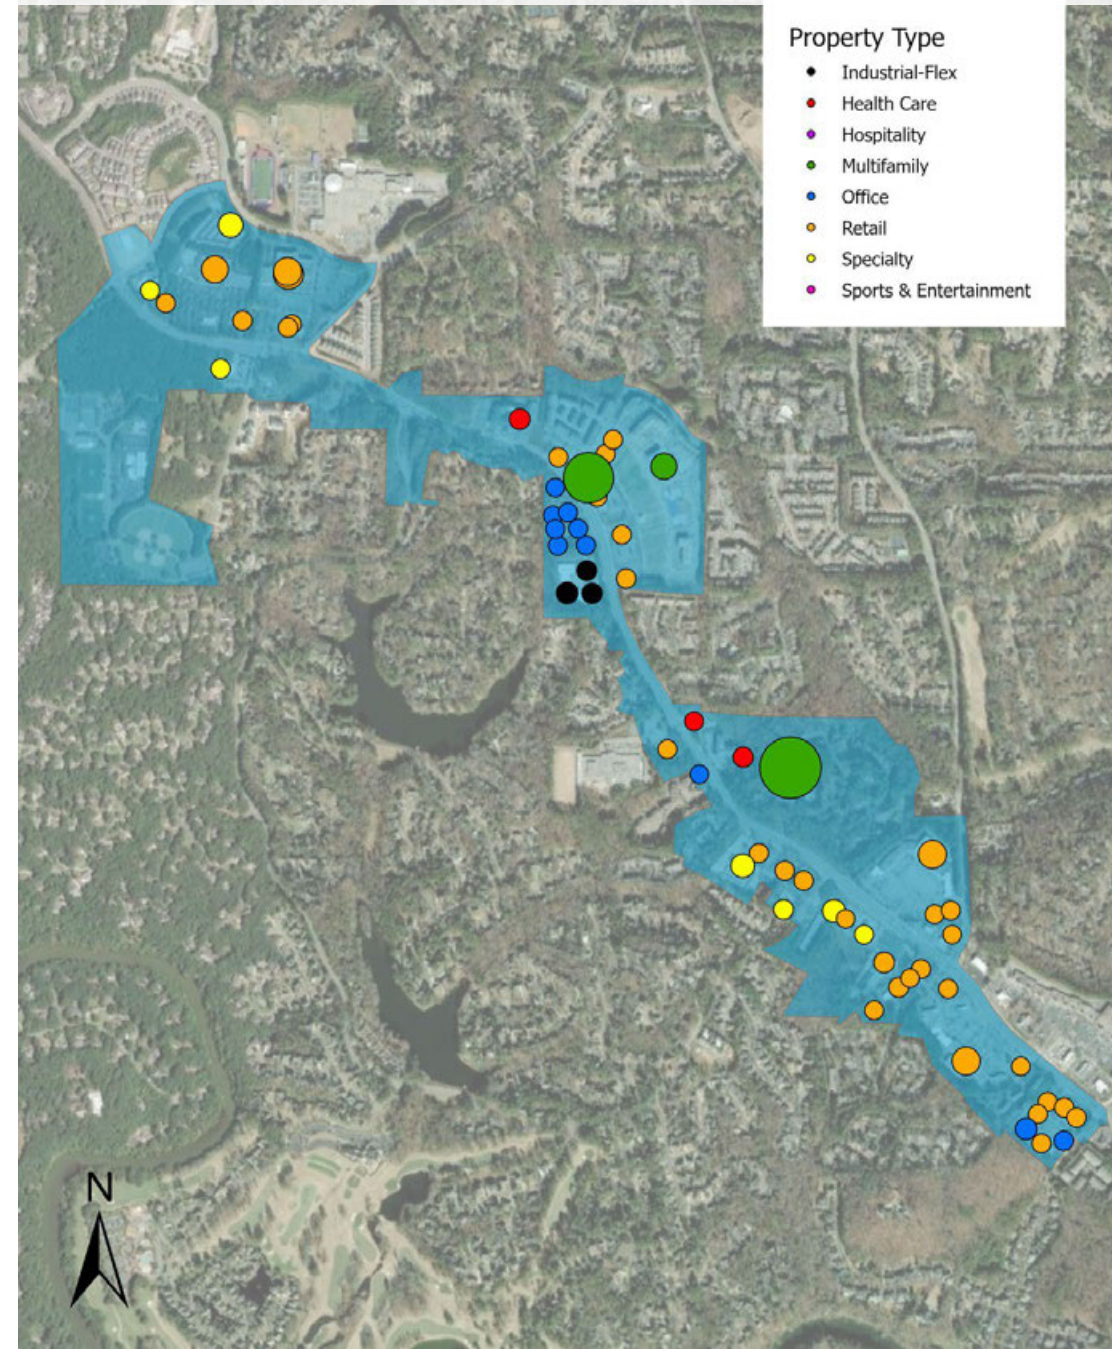 Property Type
Industrial-Flex
Health Care
Hospitality
Multifamily
Office
Retail
Specialty
Sports & Entertainment
N